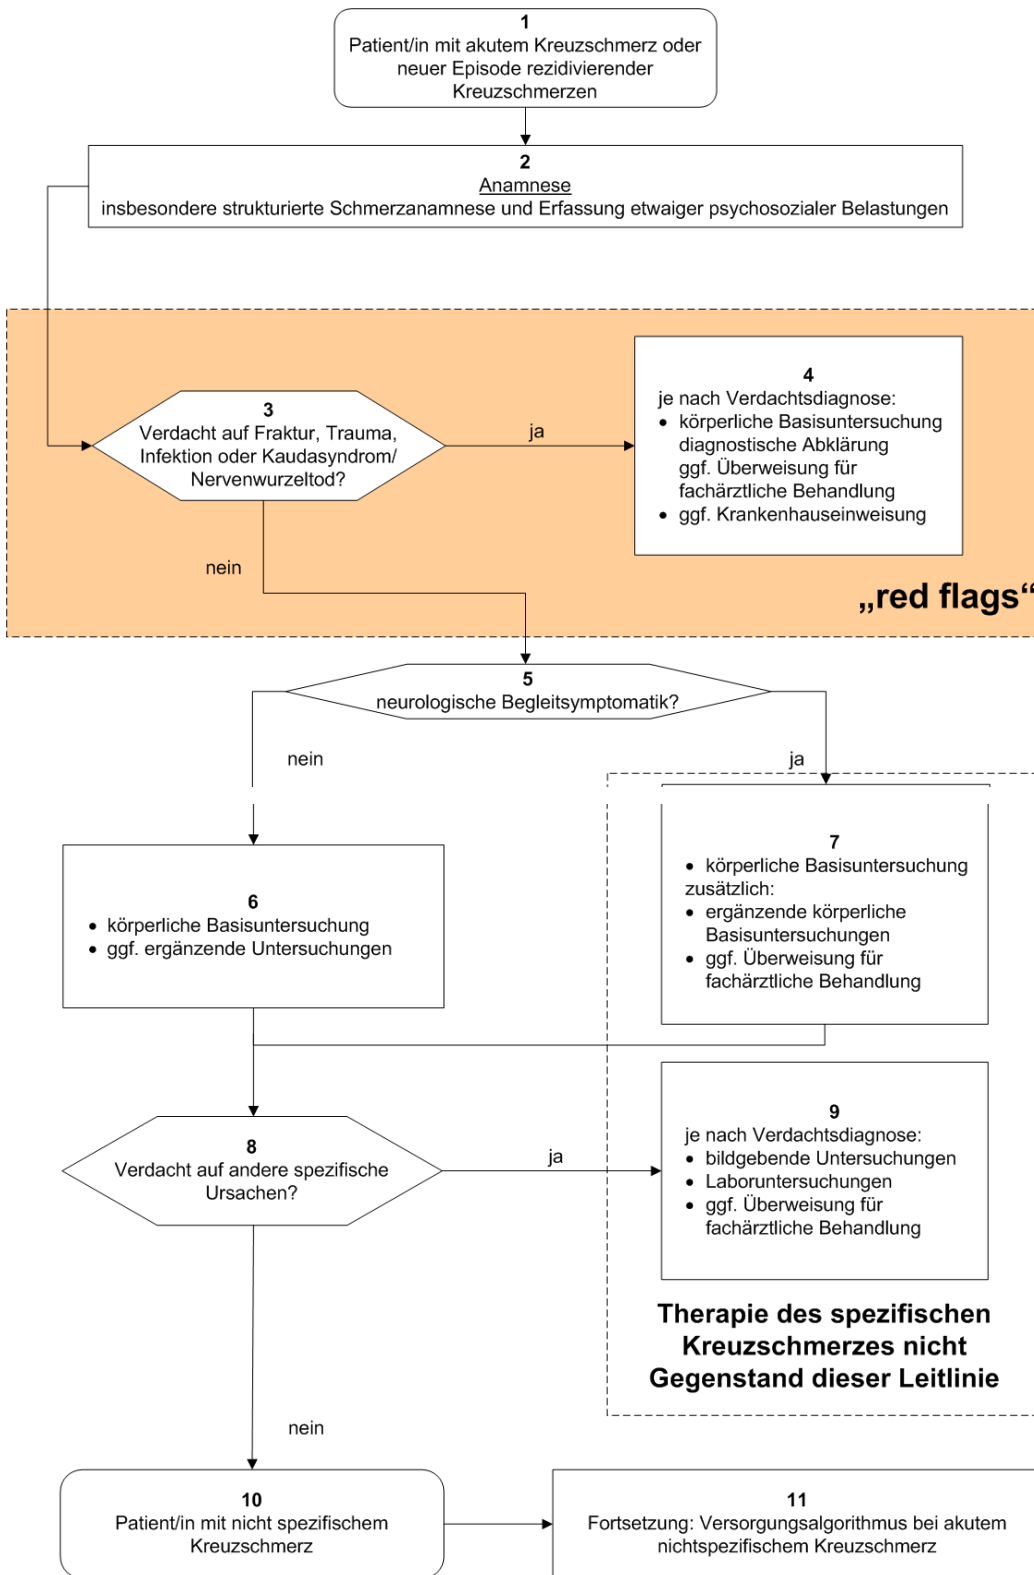 1
Patient/in mit akutem Kreuzschmerz oder
neuer Episode rezidivierender
Kreuzschmerzen
2
Anamnese
insbesondere strukturierte Schmerzanamnese und Erfassung etwaiger psychosozialer Belastungen
3
Verdacht auf Fraktur, Trauma,
Infektion oder Kaudasyndrom/
Nervenwurzeltod?
ja
4
je nach Verdachtsdiagnose:
• körperliche Basisuntersuchung
diagnostische Abklärung
ggf. Überweisung für
fachärztliche Behandlung
• ggf. Krankenhauseinweisung
nein
„red flags“
5
neurologische Begleitsymptomatik?
nein
ja
6
• körperliche Basisuntersuchung
• ggf. ergänzende Untersuchungen
7
• körperliche Basisuntersuchung
zusätzlich:
• ergänzende körperliche
Basisuntersuchungen
• ggf. Überweisung für
fachärztliche Behandlung
8
Verdacht auf andere spezifische
Ursachen?
ja
9
je nach Verdachtsdiagnose:
• bildgebende Untersuchungen
• Laboruntersuchungen
• ggf. Überweisung für
fachärztliche Behandlung
Therapie des spezifischen
Kreuzschmerzes nicht
Gegenstand dieser Leitlinie
nein
10
Patient/in mit nicht spezifischem
Kreuzschmerz
11
Fortsetzung: Versorgungsalgorithmus bei akutem
nichtspezifischem Kreuzschmerz